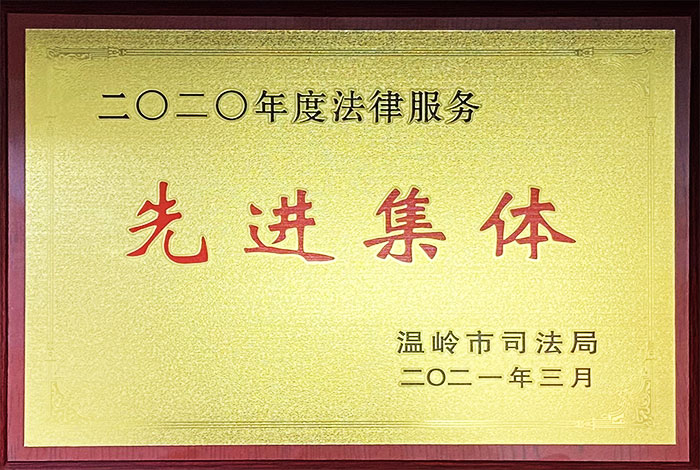 二〇二〇年度法律服务
先进集体
温岭市司法局
二〇二一年三月